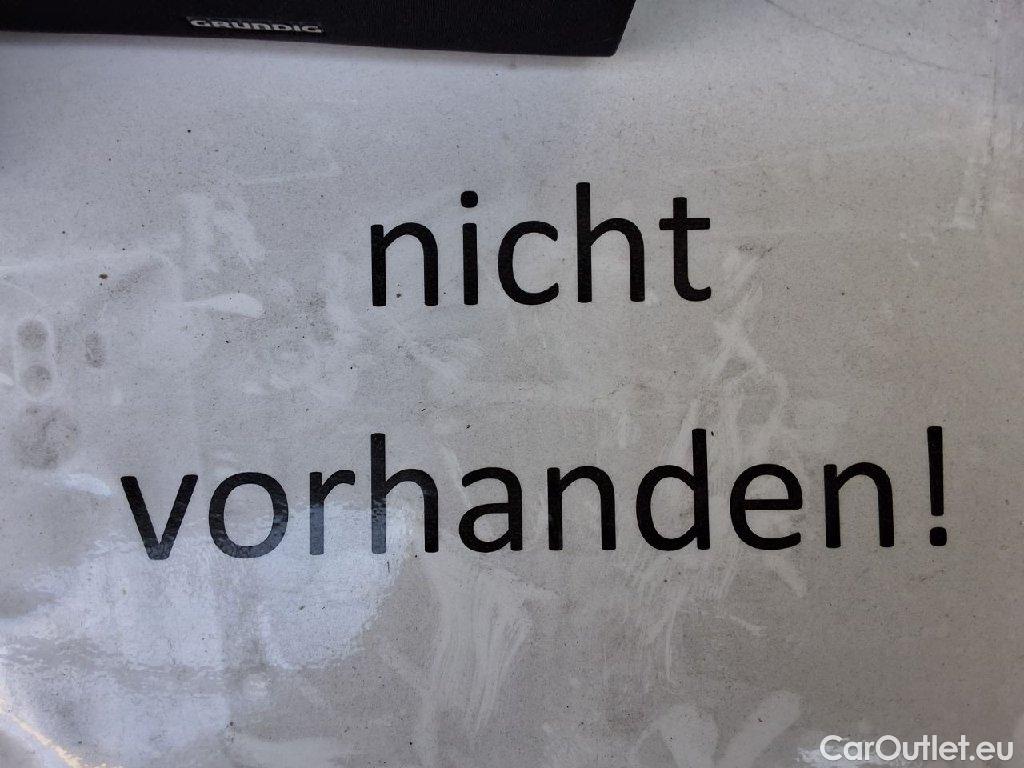 GRUNDIG
nicht
vorhanden!
CarOutlet.eu